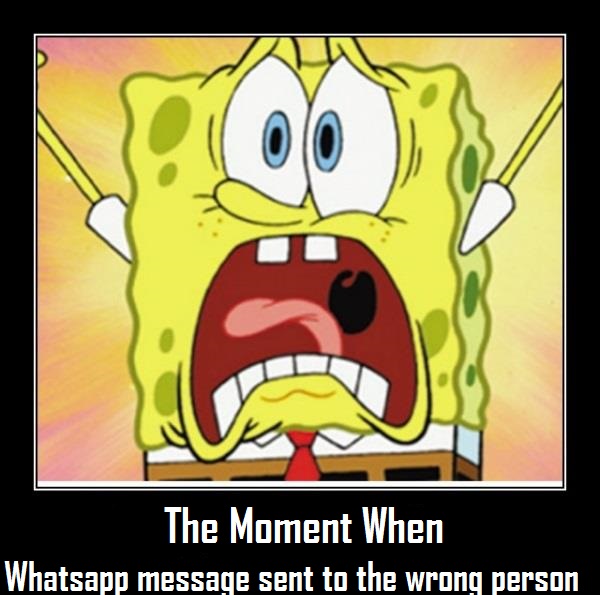 The Moment When
Whatsapp message sent to the wrong person